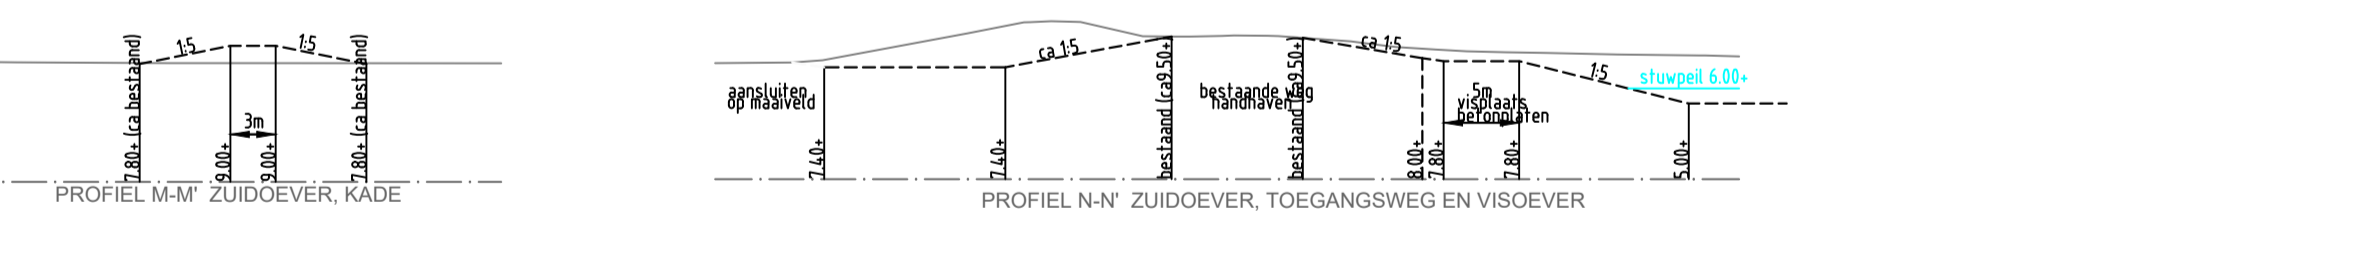 7.80+ (ca bestaand)
1:5
9.00+
3m
9.00+
1:5
7.80+ (ca bestaand)
PROFIEL M-M' ZUIDOEVER, KADE
aansluiten
op maaiveld
7.40+
7.40+
ca 1:5
bestaand (ca9.50+)
bestaande weg
handhaven
bestaand (ca9.50+)
ca 1:5
8.00+
7.80+
5m
visplaats
betonplaten
7.80+
1:5
stuwpeil 6.00+
5.00+
PROFIEL N-N' ZUIDOEVER, TOEGANGSWEG EN VISOEVER